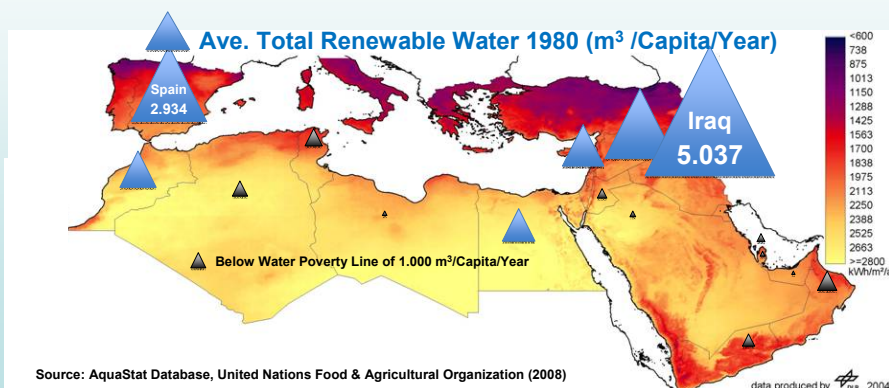 Ave. Total Renewable Water 1980 (m³ /Capita/Year)
<600
738
875
1013
1150
1288
1425
1563
1700
1838
1975
2113
2250
2388
2525
2663
>=2800
kWh/m²/a
Spain
2.934
Iraq
5.037
Below Water Poverty Line of 1.000 m³/Capita/Year
Source: AquaStat Database, United Nations Food & Agricultural Organization (2008)
data produced by DLR 2004